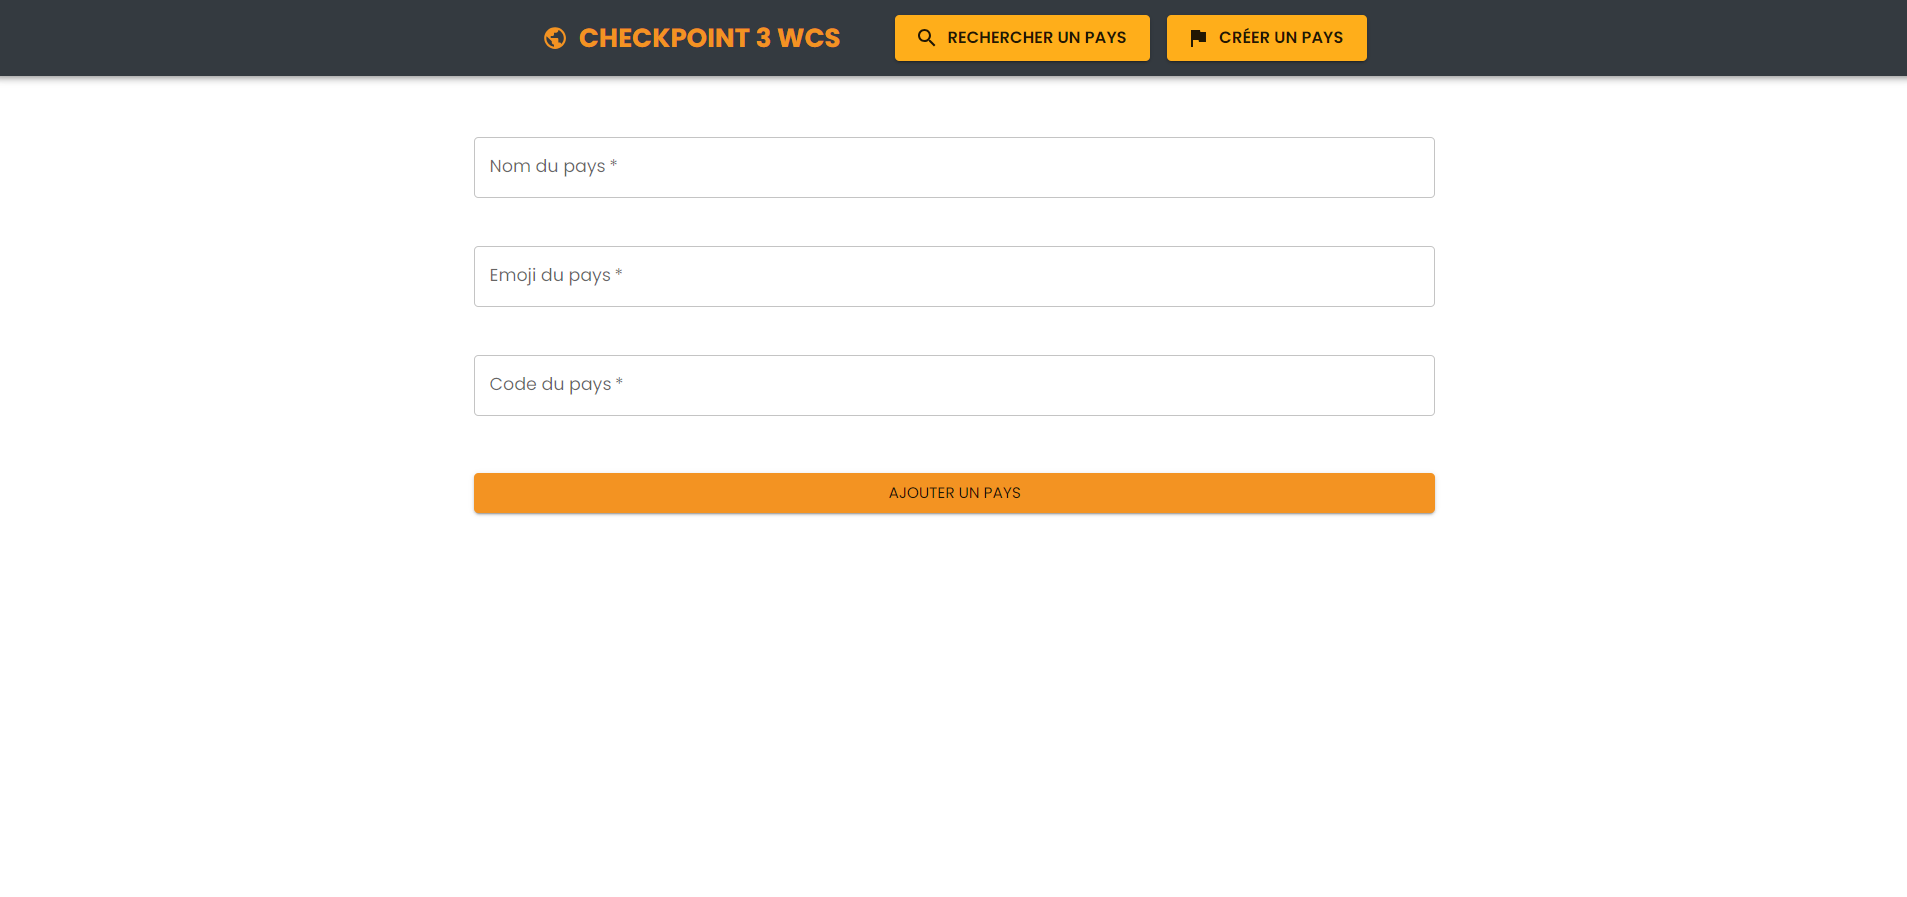 CHECKPOINT 3 WCS
RECHERCHER UN PAYS
CRÉER UN PAYS
Nom du pays *
Emoji du pays *
Code du pays *
AJOUTER UN PAYS